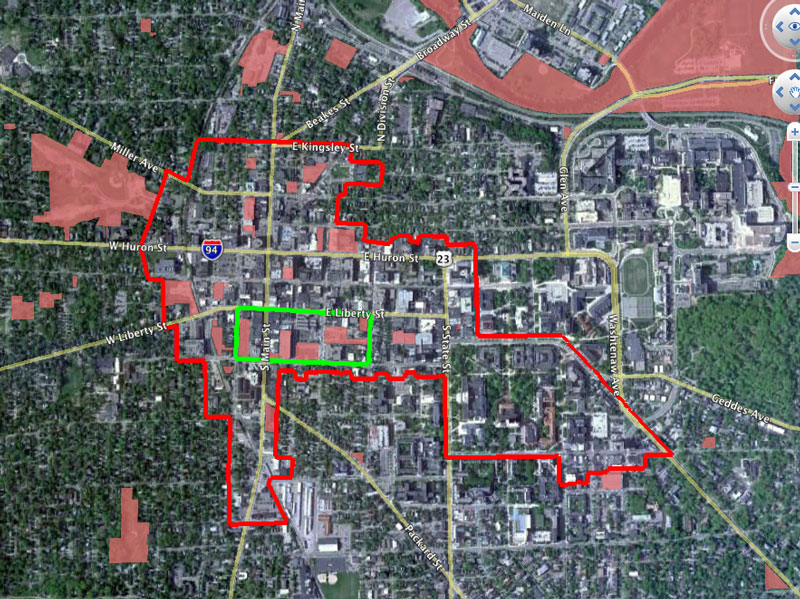 N Main
Maiden Ln
Broadway St
Beakes St
N Division St
E Kingsley St
Miller Ave
Glen Ave
W Huron St
94
E Huron St
23
E Liberty St
W Liberty St
S Main St
S State St
Washtenaw Ave
Geddes Ave
Packard St